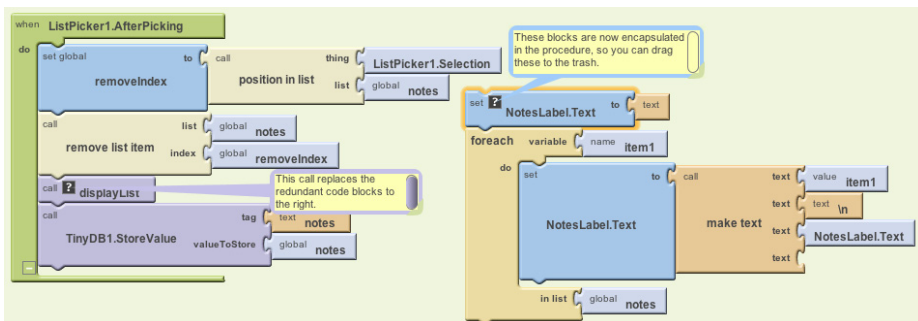 when ListPicker1.AfterPicking
do
set global removeIndex to
call position in list
thing ListPicker1.Selection
list global notes
call remove list item
list global notes
index global removeIndex
call ? displayList
This call replaces the
redundant code blocks to
the right.
call TinyDB1.StoreValue
tag text notes
valueToStore global notes
These blocks are now encapsulated
in the procedure, so you can drag
these to the trash.
set ? NotesLabel.Text to text
foreach variable name item1
do
set NotesLabel.Text to
call make text
text value item1
text text \n
text NotesLabel.Text
text
in list global notes